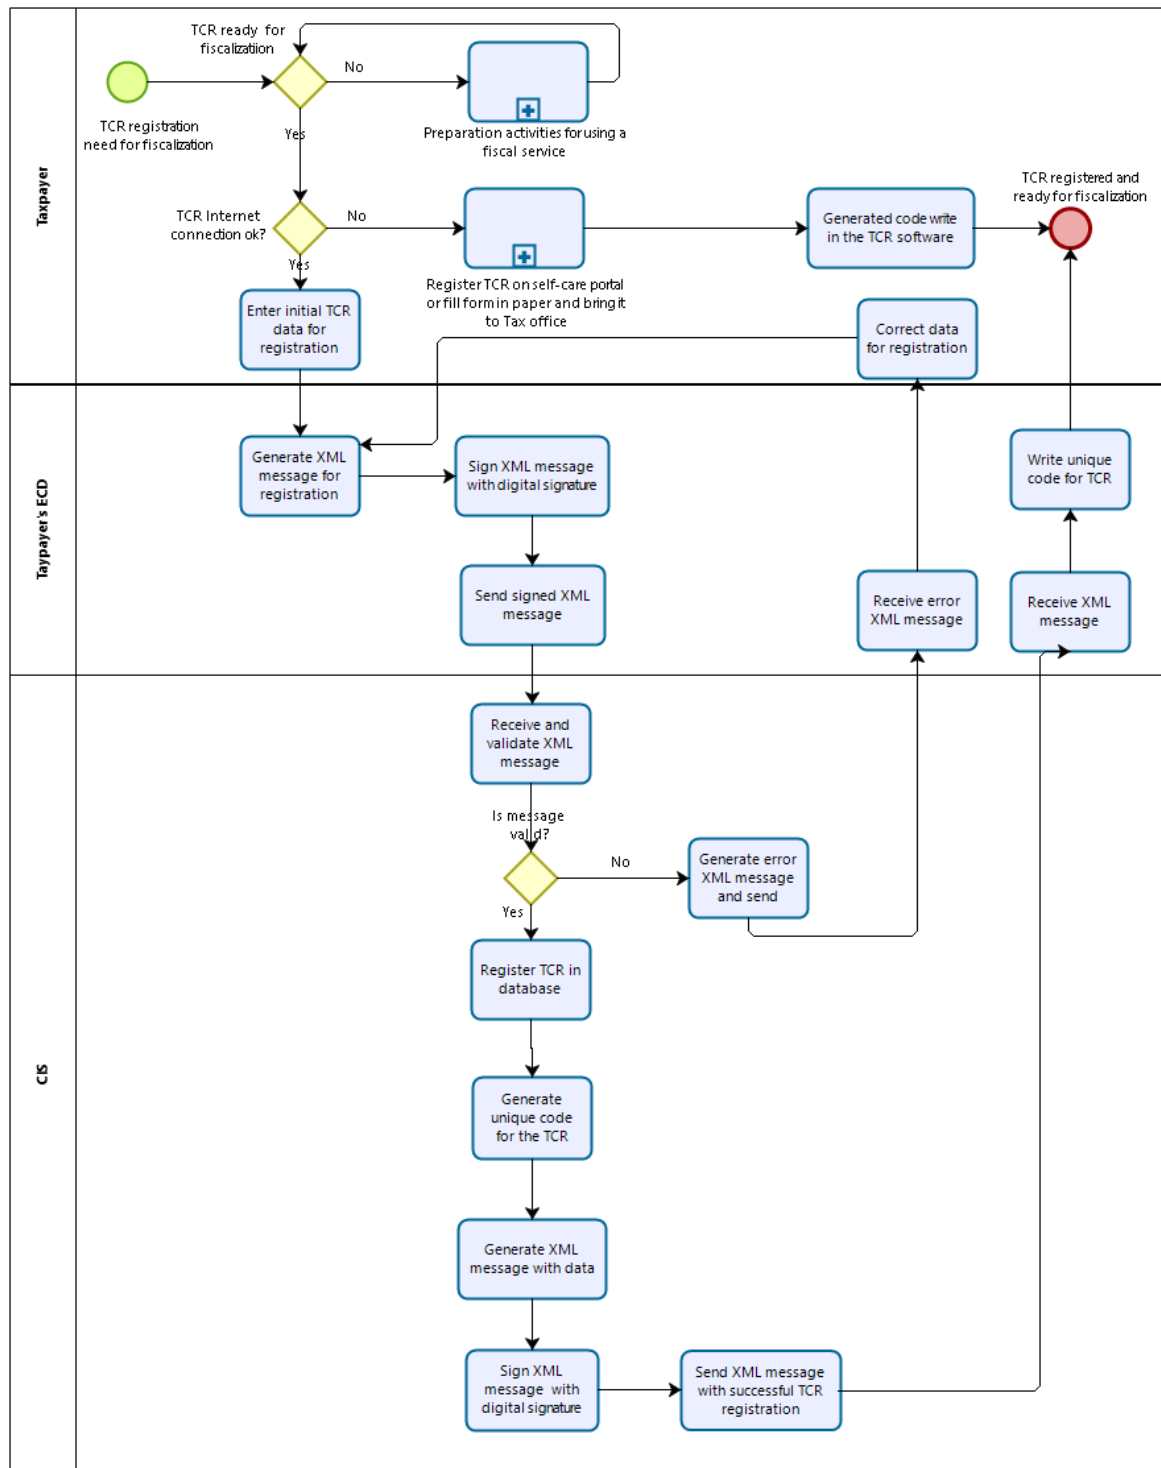 Taxpayer
TCR ready for
fiscalizatiion
No
Yes
TCR registration
need for fiscalization
Preparation activities for using a
fiscal service
TCR Internet
connection ok?
No
Yes
Register TCR on self-care portal
or fill form in paper and bring it
to Tax office
Generated code write
in the TCR software
TCR registered and
ready for fiscalization
Enter initial TCR
data for
registration
Correct data
for registration
Taypayer's ECD
Generate XML
message for
registration
Sign XML message
with digital signature
Write unique
code for TCR
Send signed XML
message
Receive error
XML message
Receive XML
message
CIS
Receive and
validate XML
message
Is message
valid?
No
Yes
Generate error
XML message
and send
Register TCR in
database
Generate
unique code
for the TCR
Generate XML
message with data
Sign XML
message with
digital signature
Send XML message
with successful TCR
registration